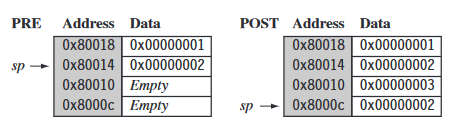 PRE Address Data POST Address Data
0x80018 0x00000001 0x80018 0x00000001
sp 0x80014 0x00000002 0x80014 0x00000002
0x80010 Empty 0x80010 0x00000003
0x8000c Empty sp 0x8000c 0x00000002